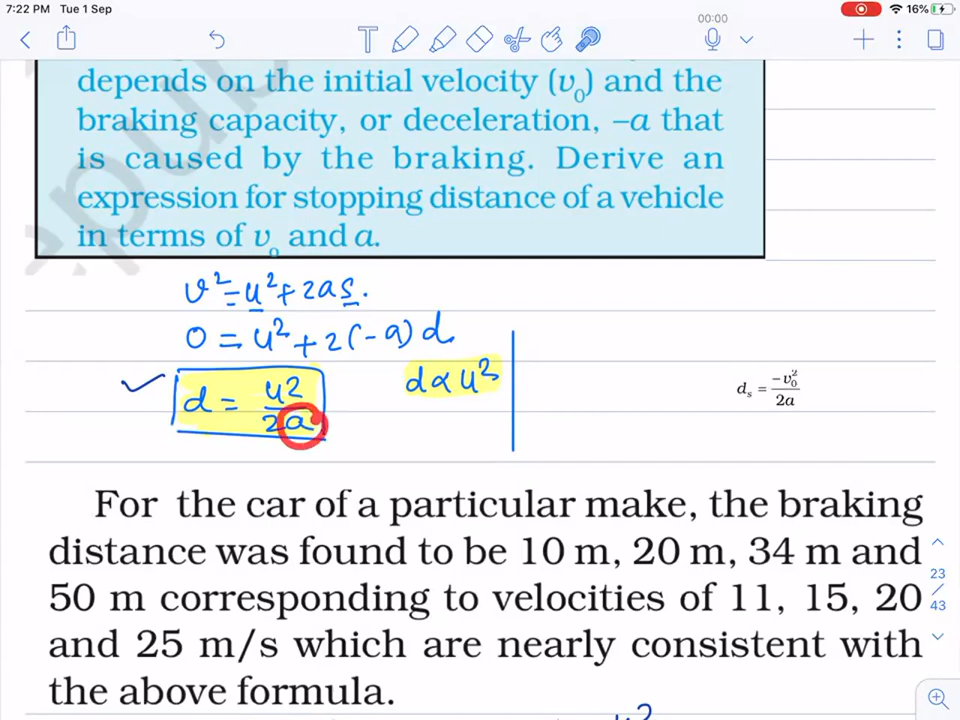 7:22 PM Tue 1 Sep
16%
00:00
depends on the initial velocity (v₀) and the
braking capacity, or deceleration, –a that
is caused by the braking. Derive an
expression for stopping distance of a vehicle
in terms of v₀ and a.
v² = u² + 2as.
0 = u² + 2(-a)d
d = u²/2a
d ∝ u²
dₛ = -v₀²/2a
For the car of a particular make, the braking
distance was found to be 10 m, 20 m, 34 m and
50 m corresponding to velocities of 11, 15, 20
and 25 m/s which are nearly consistent with
the above formula.
23
/
43